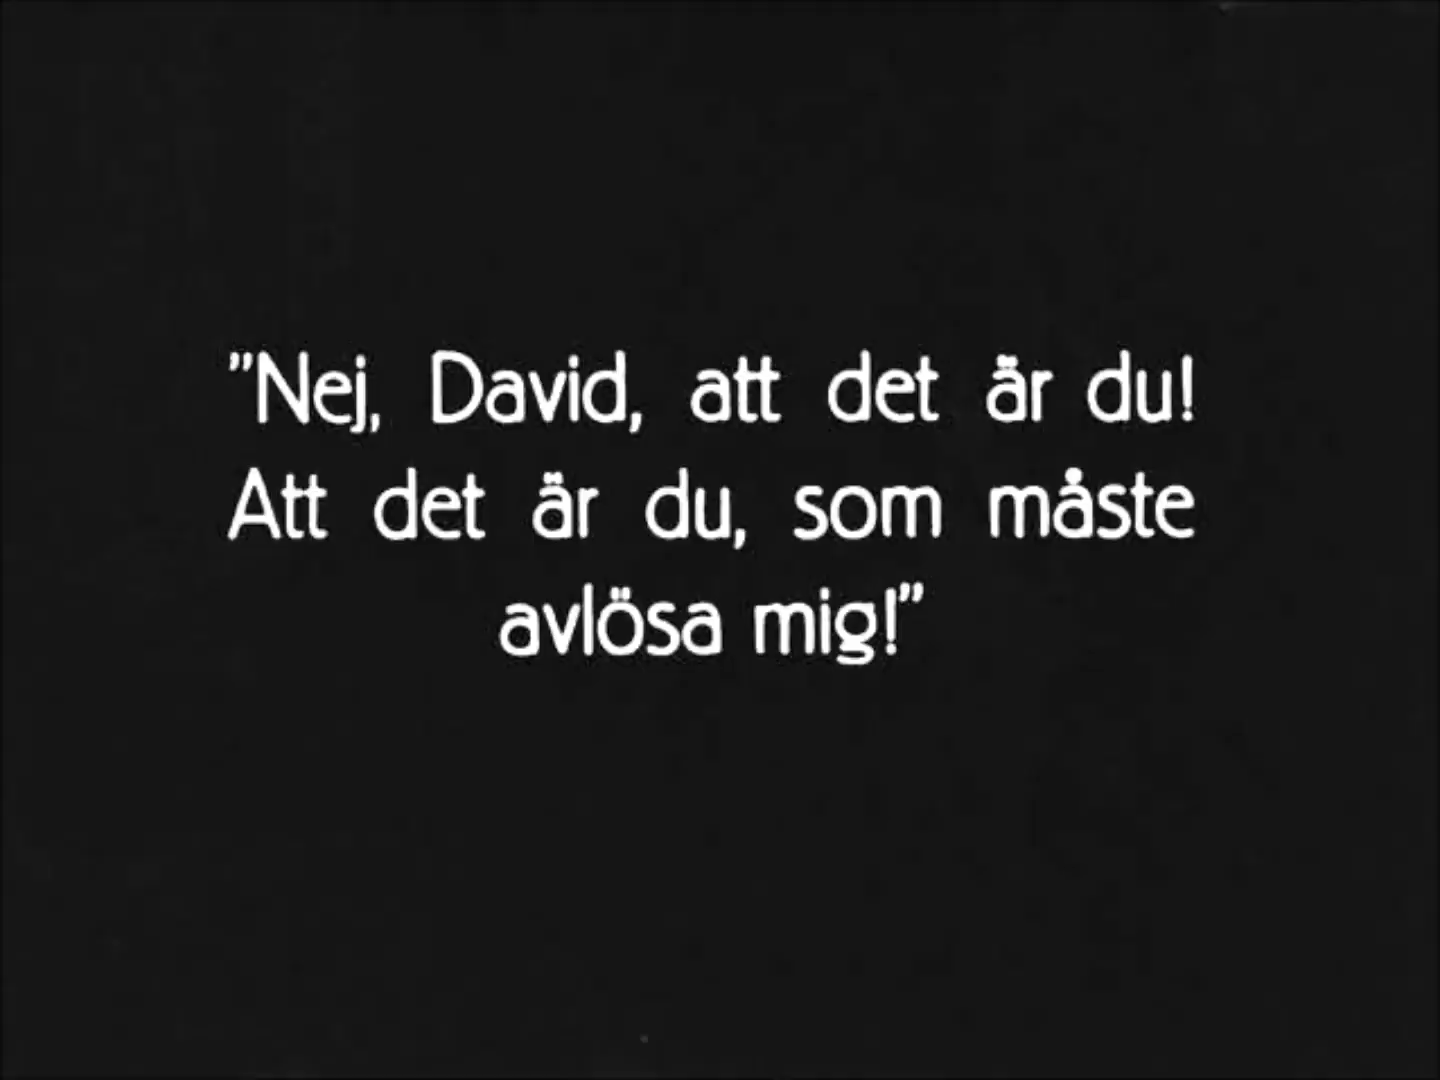 "Nej, David, att det är du!
Att det är du, som måste
avlösa mig!"